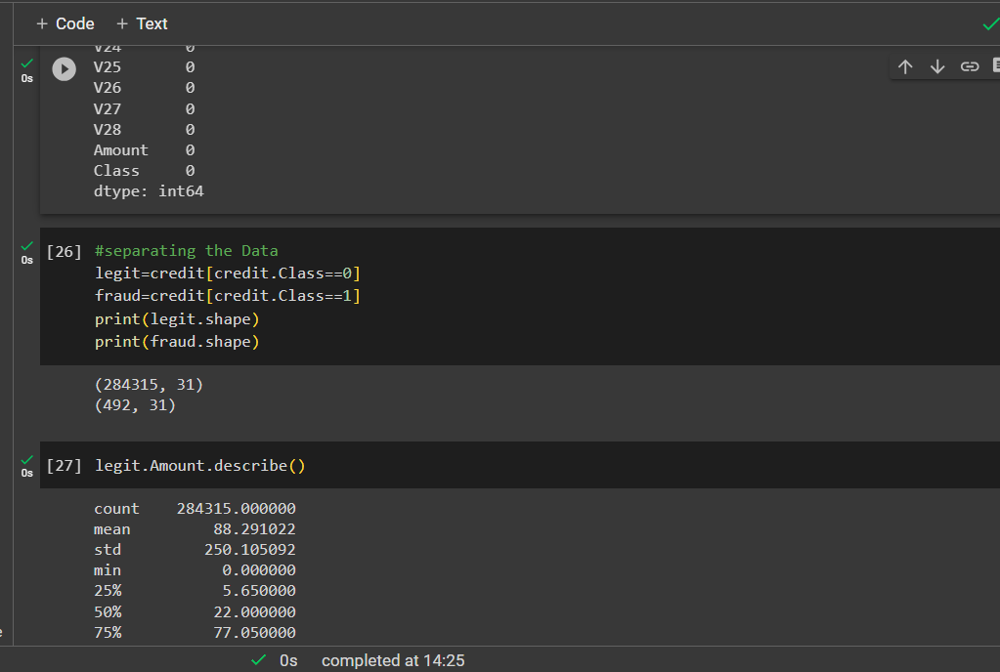 + Code + Text
V24 0
0s
V25 0
V26 0
V27 0
V28 0
Amount 0
Class 0
dtype: int64
0s
[26] #separating the Data
legit=credit[credit.Class==0]
fraud=credit[credit.Class==1]
print(legit.shape)
print(fraud.shape)
(284315, 31)
(492, 31)
0s
[27] legit.Amount.describe()
count 284315.000000
mean 88.291022
std 250.105092
min 0.000000
25% 5.650000
50% 22.000000
75% 77.050000
0s completed at 14:25